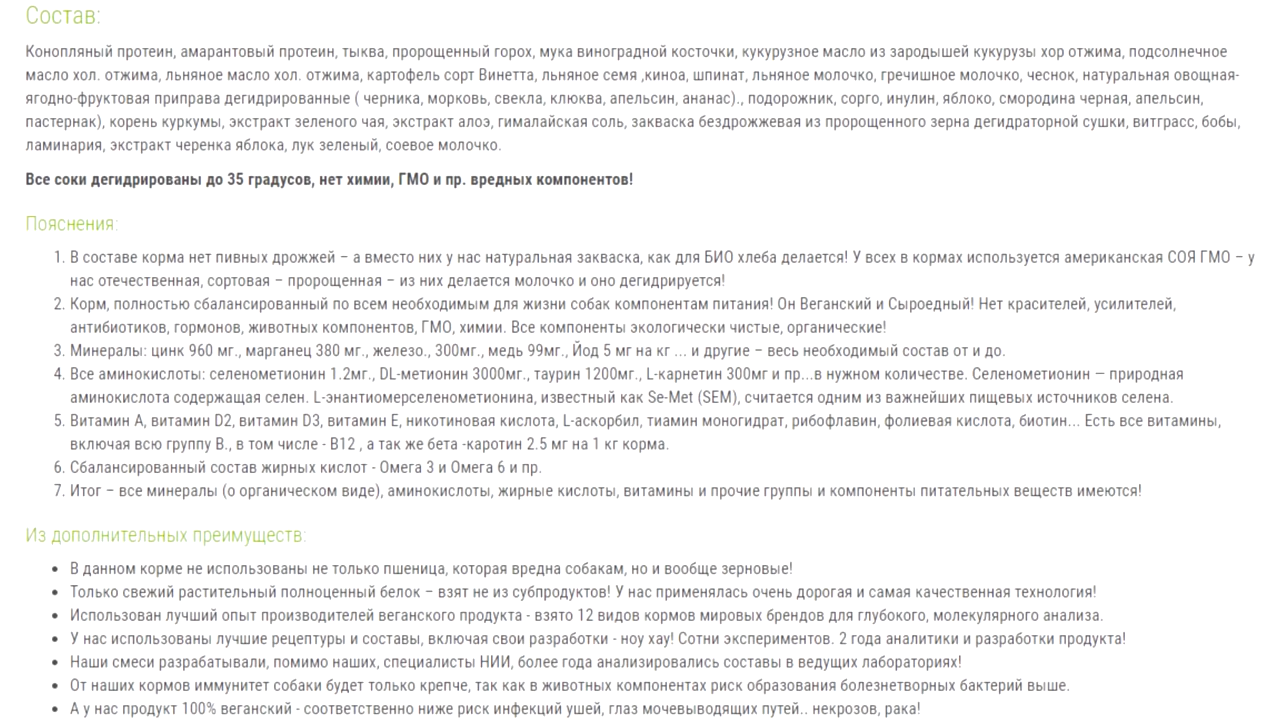 Состав:
Конопляный протеин, амарантовый протеин, тыква, пророщенный горох, мука виноградной косточки, кукурузное масло из зародышей кукурузы хор отжима, подсолнечное
масло хол. отжима, льняное масло хол. отжима, картофель сорт Винетта, льняное семя ,киноа, шпинат, льняное молочко, гречишное молочко, чеснок, натуральная овощная-
ягодно-фруктовая приправа дегидрированные ( черника, морковь, свекла, клюква, апельсин, ананас)., подорожник, сорго, инулин, яблоко, смородина черная, апельсин,
пастернак), корень куркумы, экстракт зеленого чая, экстракт алоэ, гималайская соль, закваска бездрожжевая из пророщенного зерна дегидраторной сушки, витграсс, бобы,
ламинария, экстракт черенка яблока, лук зеленый, соевое молочко.
Все соки дегидрированы до 35 градусов, нет химии, ГМО и пр. вредных компонентов!
Пояснения:
1. В составе корма нет пивных дрожжей – а вместо них у нас натуральная закваска, как для БИО хлеба делается! У всех в кормах используется американская СОЯ ГМО – у
нас отечественная, сортовая – пророщенная – из них делается молочко и оно дегидрируется!
2. Корм, полностью сбалансированный по всем необходимым для жизни собак компонентам питания! Он Веганский и Сыроедный! Нет красителей, усилителей,
антибиотиков, гормонов, животных компонентов, ГМО, химии. Все компоненты экологически чистые, органические!
3. Минералы: цинк 960 мг., марганец 380 мг., железо., 300мг., медь 99мг., Йод 5 мг на кг ... и другие – весь необходимый состав от и до.
4. Все аминокислоты: селенометионин 1.2мг., DL-метионин 3000мг., таурин 1200мг., L-карнетин 300мг и пр...в нужном количестве. Селенометионин — природная
аминокислота содержащая селен. L-энантиомерселенометионина, известный как Se-Met (SEM), считается одним из важнейших пищевых источников селена.
5. Витамин А, витамин D2, витамин D3, витамин Е, никотиновая кислота, L-аскорбил, тиамин моногидрат, рибофлавин, фолиевая кислота, биотин... Есть все витамины,
включая всю группу В., в том числе - В12 , а так же бета -каротин 2.5 мг на 1 кг корма.
6. Сбалансированный состав жирных кислот - Омега 3 и Омега 6 и пр.
7. Итог – все минералы (о органическом виде), аминокислоты, жирные кислоты, витамины и прочие группы и компоненты питательных веществ имеются!
Из дополнительных преимуществ:
• В данном корме не использованы не только пшеница, которая вредна собакам, но и вообще зерновые!
• Только свежий растительный полноценный белок – взят не из субпродуктов! У нас применялась очень дорогая и самая качественная технология!
• Использован лучший опыт производителей веганского продукта - взято 12 видов кормов мировых брендов для глубокого, молекулярного анализа.
• У нас использованы лучшие рецептуры и составы, включая свои разработки - ноу хау! Сотни экспериментов. 2 года аналитики и разработки продукта!
• Наши смеси разрабатывали, помимо наших, специалисты НИИ, более года анализировались составы в ведущих лабораториях!
• От наших кормов иммунитет собаки будет только крепче, так как в животных компонентах риск образования болезнетворных бактерий выше.
• А у нас продукт 100% веганский - соответственно ниже риск инфекций ушей, глаз мочевыводящих путей.. некрозов, рака!